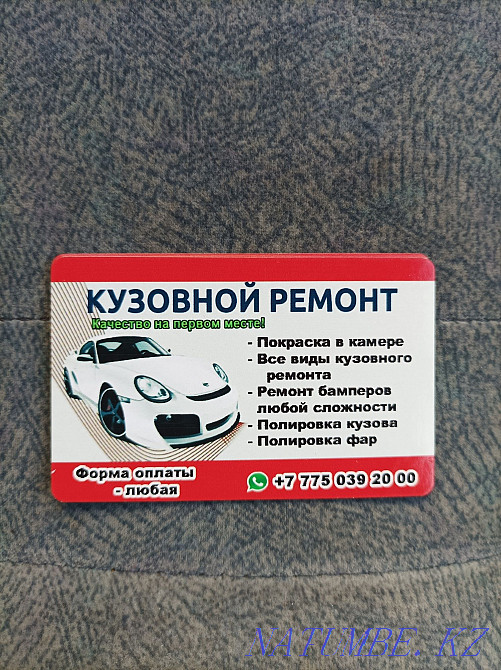 КУЗОВНОЙ РЕМОНТ
Качество на первом месте!
- Покраска в камере
- Все виды кузовного
ремонта
- Ремонт бамперов
любой сложности
- Полировка кузова
- Полировка фар
Форма оплаты
- любая
+7 775 039 20 00
NATUMBE. KZ